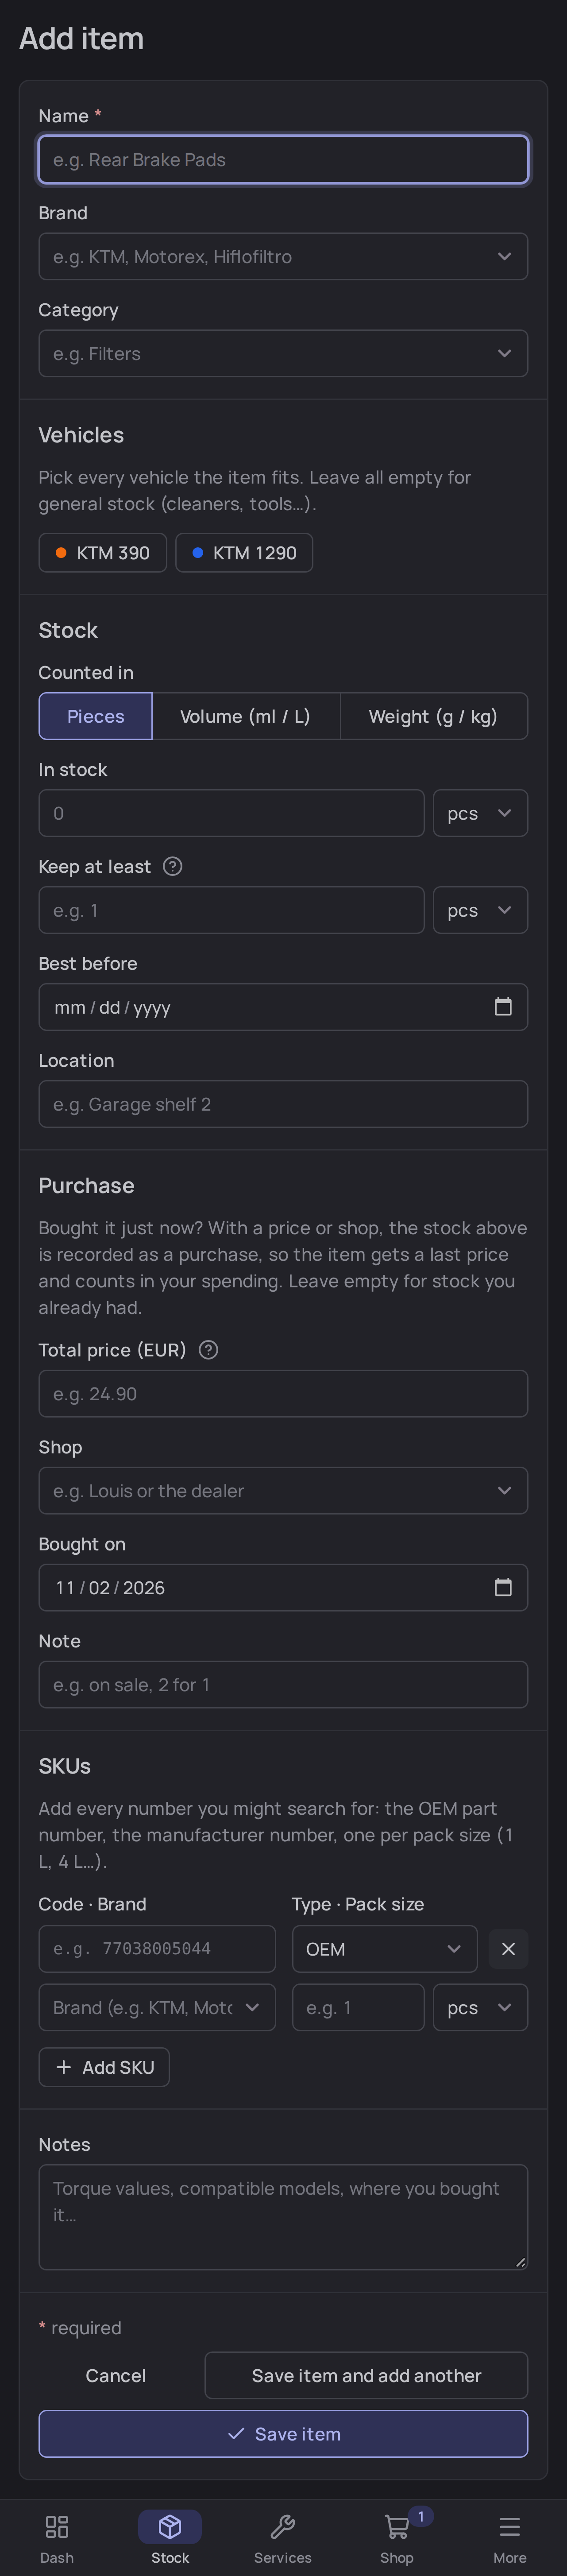 Add item
Name *
e.g. Rear Brake Pads
Brand
e.g. KTM, Motorex, Hiflofiltro
Category
e.g. Filters
Vehicles
Pick every vehicle the item fits. Leave all empty for
general stock (cleaners, tools…).
KTM 390
KTM 1290
Stock
Counted in
Pieces
Volume (ml / L)
Weight (g / kg)
In stock
0
pcs
Keep at least
e.g. 1
pcs
Best before
mm / dd / yyyy
Location
e.g. Garage shelf 2
Purchase
Bought it just now? With a price or shop, the stock above
is recorded as a purchase, so the item gets a last price
and counts in your spending. Leave empty for stock you
already had.
Total price (EUR)
e.g. 24.90
Shop
e.g. Louis or the dealer
Bought on
11 / 02 / 2026
Note
e.g. on sale, 2 for 1
SKUs
Add every number you might search for: the OEM part
number, the manufacturer number, one per pack size (1
L, 4 L…).
Code · Brand
Type · Pack size
e.g. 77038005044
OEM
Brand (e.g. KTM, Moto
e.g. 1
pcs
Add SKU
Notes
Torque values, compatible models, where you bought
it…
* required
Cancel
Save item and add another
Save item
1
Dash
Stock
Services
Shop
More